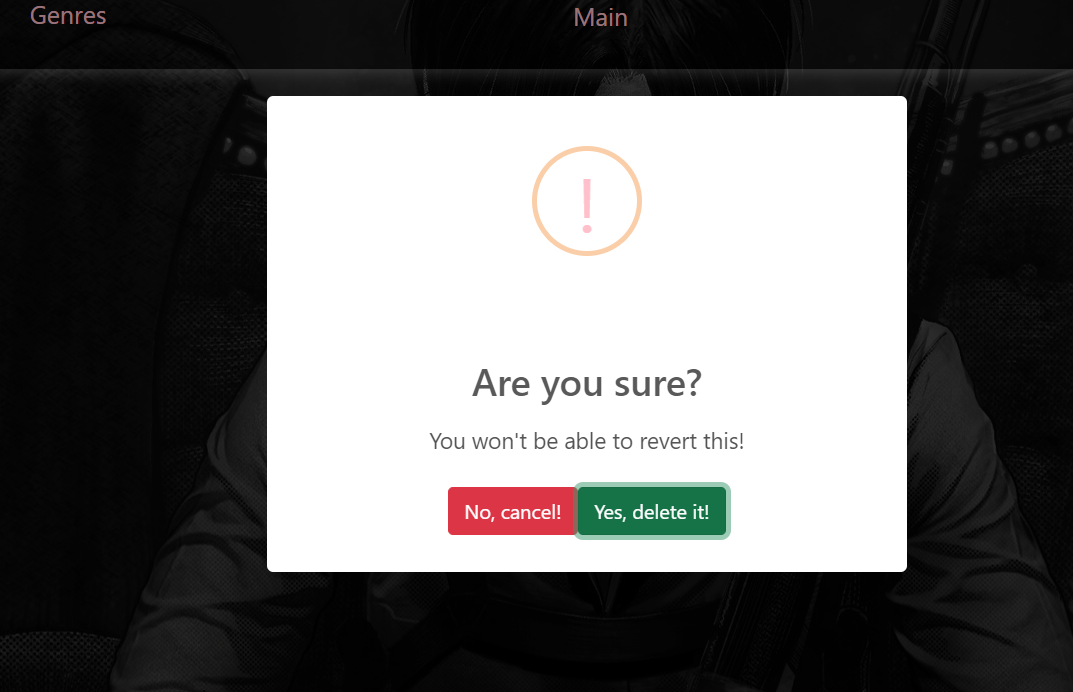 Genres
Main
!
Are you sure?
You won't be able to revert this!
No, cancel!
Yes, delete it!